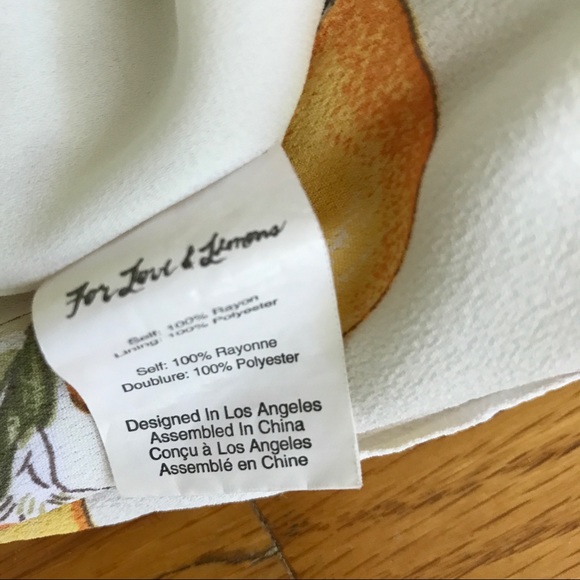 For Love & Lemons
Self: 100% Rayon
Lining: 100% Polyester
Self: 100% Rayonne
Doublure: 100% Polyester
Designed In Los Angeles
Assembled In China
Conçu à Los Angeles
Assemblé en Chine